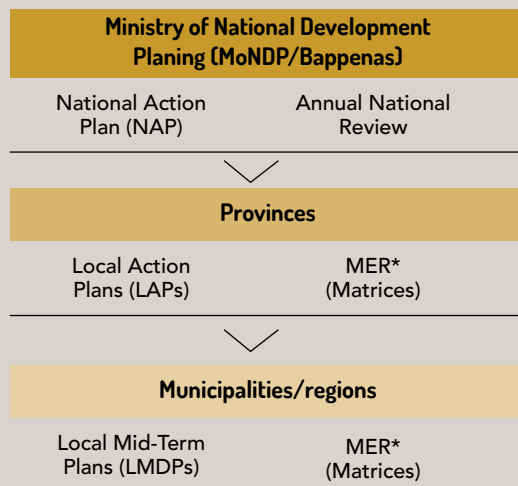 Ministry of National Development
Planing (MoNDP/Bappenas)
National Action
Plan (NAP)
Annual National
Review
Provinces
Local Action
Plans (LAPs)
MER*
(Matrices)
Municipalities/regions
Local Mid-Term
Plans (LMDPs)
MER*
(Matrices)